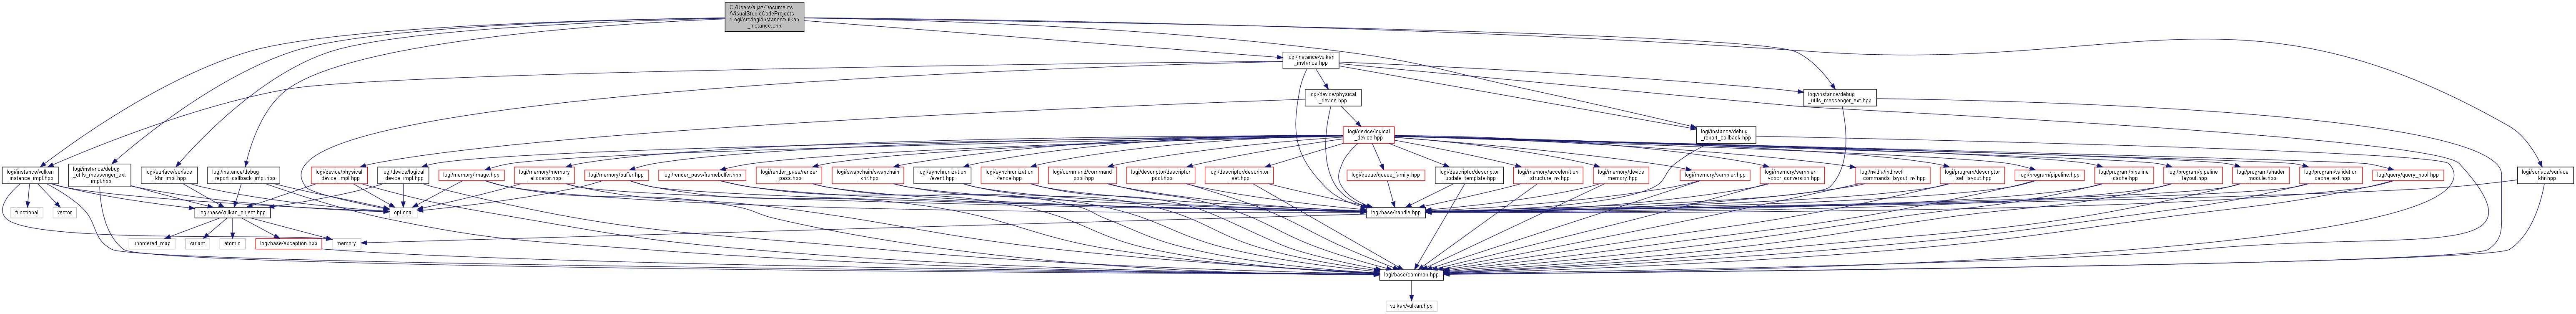 C:/Users/aljaz/Documents
/VisualStudioCodeProjects
/Logi/src/logi/instance/vulkan
_instance.cpp
logi/instance/vulkan
_instance.hpp
logi/device/physical
_device.hpp
logi/instance/debug
_utils_messenger_ext.hpp
logi/device/logical
_device.hpp
logi/instance/debug
_report_callback.hpp
logi/instance/vulkan
_instance_impl.hpp
logi/instance/debug
_utils_messenger_ext
_impl.hpp
logi/surface/surface
_khr_impl.hpp
logi/instance/debug
_report_callback_impl.hpp
logi/device/physical
_device_impl.hpp
logi/device/logical
_device_impl.hpp
logi/memory/image.hpp
logi/memory/memory
_allocator.hpp
logi/memory/buffer.hpp
logi/render_pass/framebuffer.hpp
logi/render_pass/render
_pass.hpp
logi/swapchain/swapchain
_khr.hpp
logi/synchronization
/event.hpp
logi/synchronization
/fence.hpp
logi/command/command
_pool.hpp
logi/descriptor/descriptor
_pool.hpp
logi/descriptor/descriptor
_set.hpp
logi/queue/queue_family.hpp
logi/descriptor/descriptor
_update_template.hpp
logi/memory/acceleration
_structure_nv.hpp
logi/memory/device
_memory.hpp
logi/memory/sampler.hpp
logi/memory/sampler
_ycbcr_conversion.hpp
logi/nvidia/indirect
_commands_layout_nv.hpp
logi/program/descriptor
_set_layout.hpp
logi/program/pipeline.hpp
logi/program/pipeline
_cache.hpp
logi/program/pipeline
_layout.hpp
logi/program/shader
_module.hpp
logi/program/validation
_cache_ext.hpp
logi/query/query_pool.hpp
logi/surface/surface
_khr.hpp
functional
vector
logi/base/vulkan_object.hpp
optional
logi/base/handle.hpp
unordered_map
variant
atomic
logi/base/exception.hpp
memory
logi/base/common.hpp
vulkan/vulkan.hpp